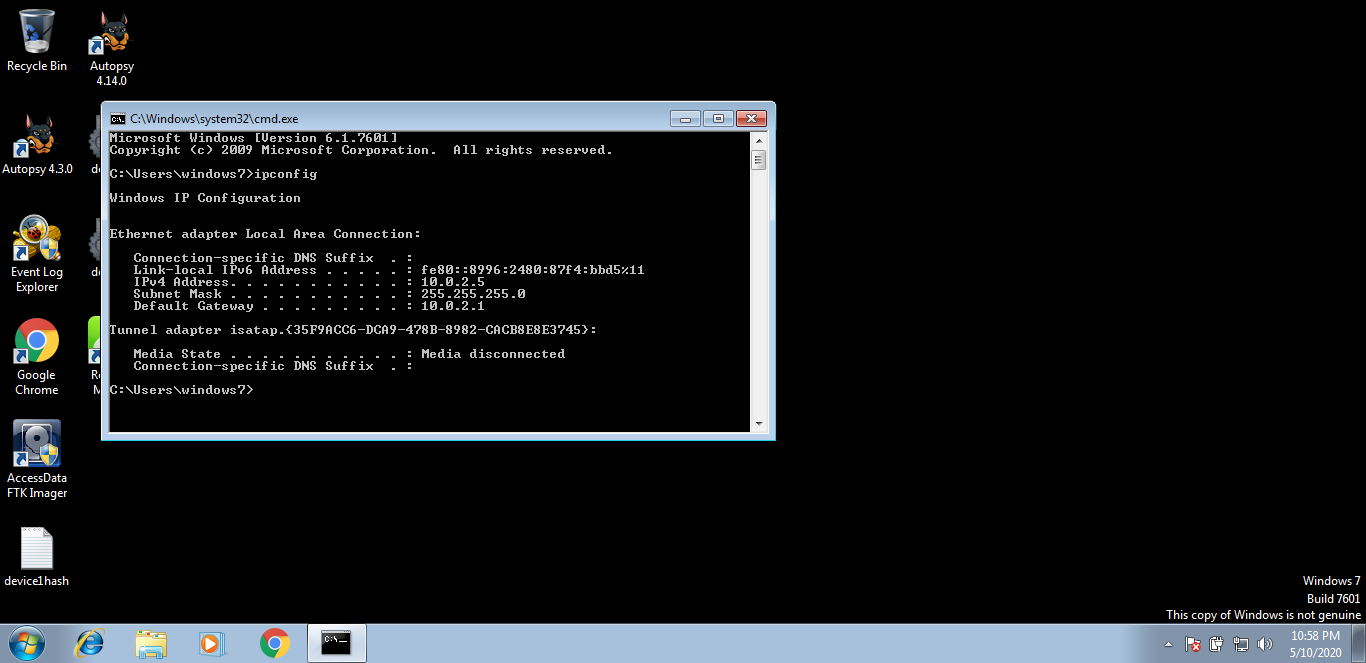 Recycle Bin
Autopsy
4.14.0
Autopsy 4.3.0
de
Event Log
Explorer
de
Google
Chrome
R
M
AccessData
FTK Imager
device1hash
C:\Windows\system32\cmd.exe
Microsoft Windows [Version 6.1.7601]
Copyright (c) 2009 Microsoft Corporation.  All rights reserved.
C:\Users\windows7>ipconfig
Windows IP Configuration
Ethernet adapter Local Area Connection:
Connection-specific DNS Suffix  . :
Link-local IPv6 Address . . . . . : fe80::8996:2480:87f4:bbd5%11
IPv4 Address. . . . . . . . . . . : 10.0.2.5
Subnet Mask . . . . . . . . . . . : 255.255.255.0
Default Gateway . . . . . . . . . : 10.0.2.1
Tunnel adapter isatap.{35F9ACC6-DCA9-478B-8982-CACB8E8E3745}:
Media State . . . . . . . . . . . : Media disconnected
Connection-specific DNS Suffix  . :
C:\Users\windows7>
Windows 7
Build 7601
This copy of Windows is not genuine
10:58 PM
5/10/2020